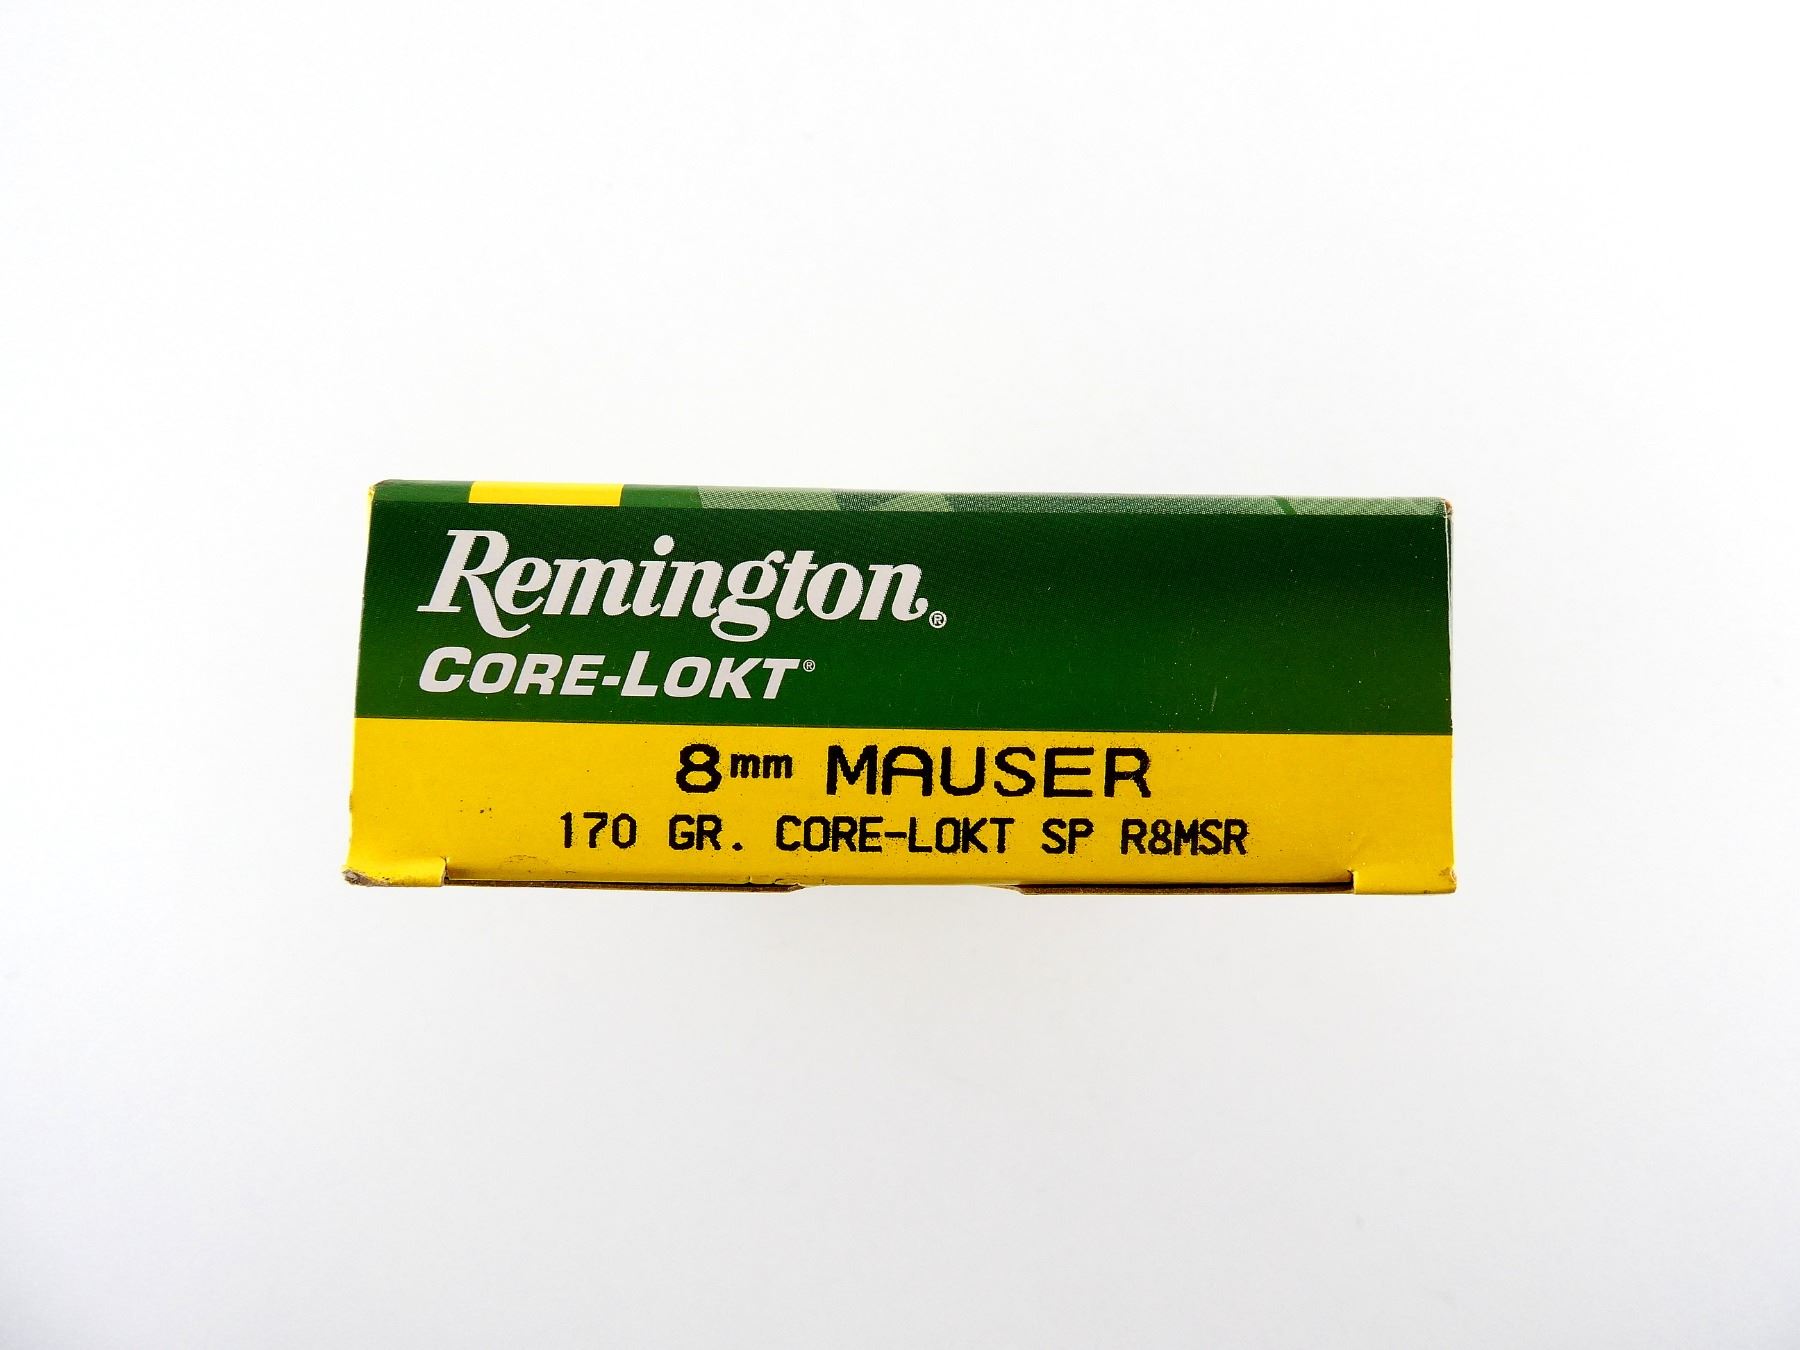 Remington®
CORE-LOKT®
8mm MAUSER
170 GR. CORE-LOKT SP R8MSR